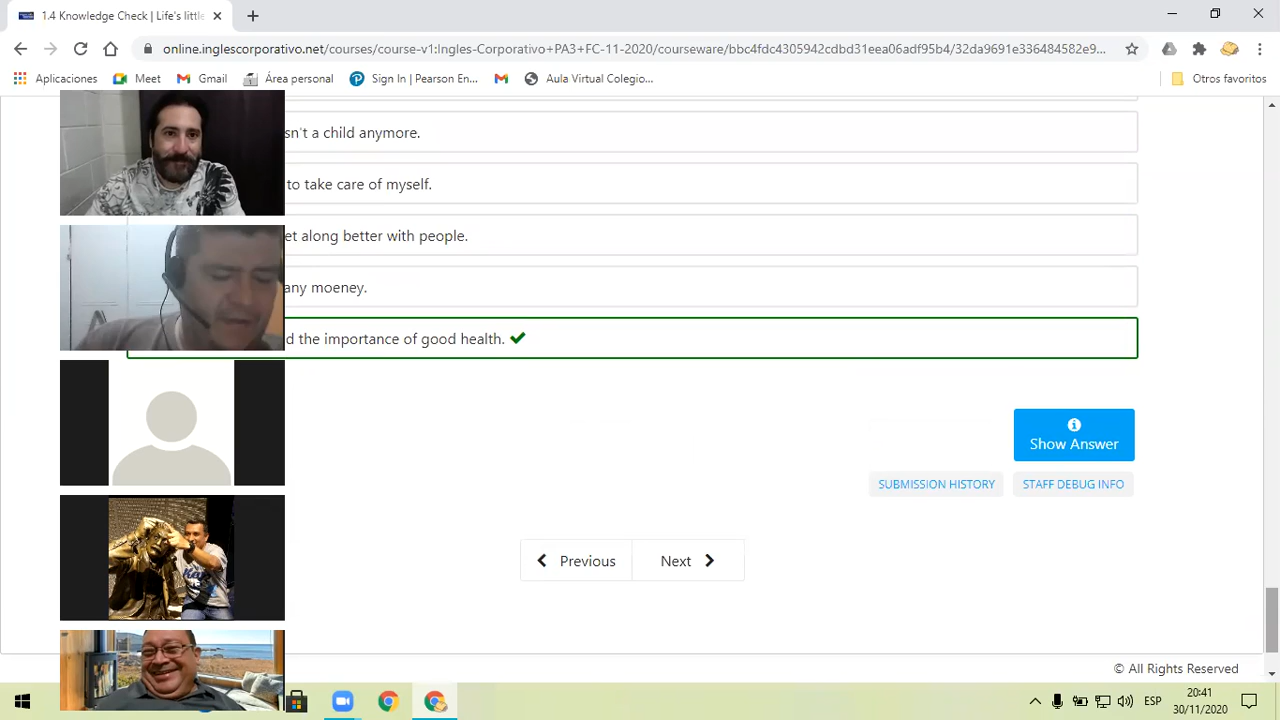 1.4 Knowledge Check | Life's little
online.inglescorporativo.net/courses/course-v1:Ingles-Corporativo+PA31+FC-11-2020/courseware/bbc4fdc4303342cdbb31eea06adf95b4/32da9691e336484582e9...
Aplicaciones Meet Gmail Área personal Sign In | Pearson En... Aula Virtual Colegio... Otros favoritos
sn't a child anymore.
to take care of myself.
et along better with people.
any moeney.
d the importance of good health.
Show Answer
SUBMISSION HISTORY STAFF DEBUG INFO
Previous Next
© All Rights Reserved
ESP
20:41
30/11/2020